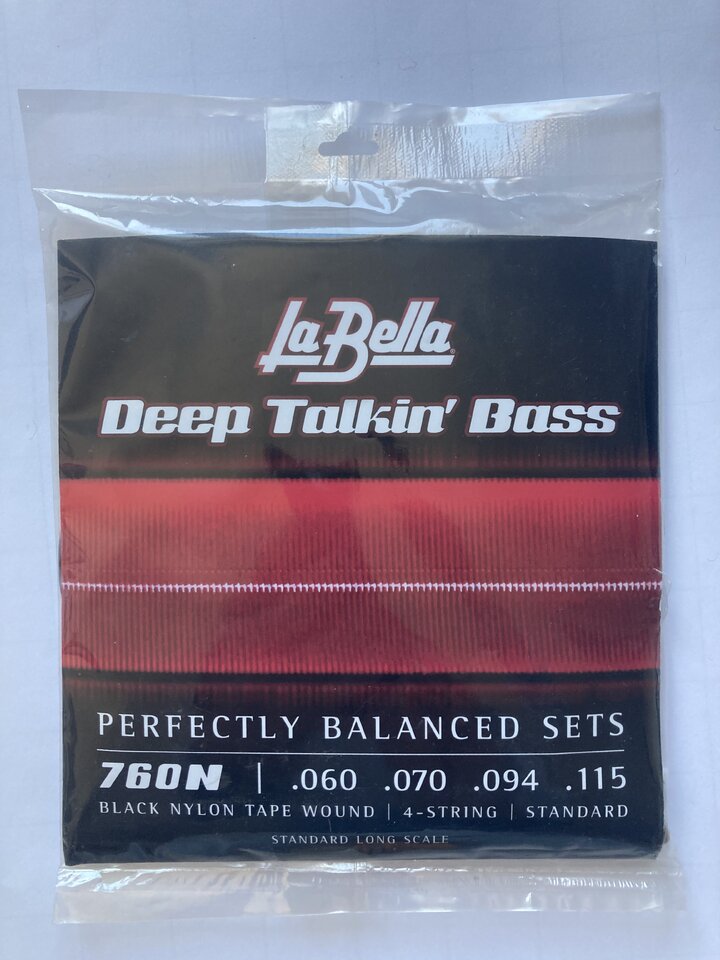 La Bella
Deep Talkin' Bass
PERFECTLY BALANCED SETS
760N | .060 .070 .094 .115
BLACK NYLON TAPE WOUND | 4-STRING | STANDARD
STANDARD LONG SCALE